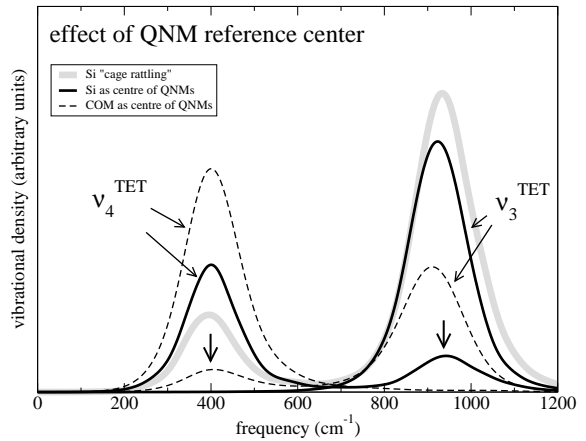 effect of QNM reference center
Si "cage rattling"
Si as centre of QNMs
COM as centre of QNMs
ν4^TET
ν3^TET
vibrational density (arbitrary units)
0 200 400 600 800 1000 1200
frequency (cm^-1)